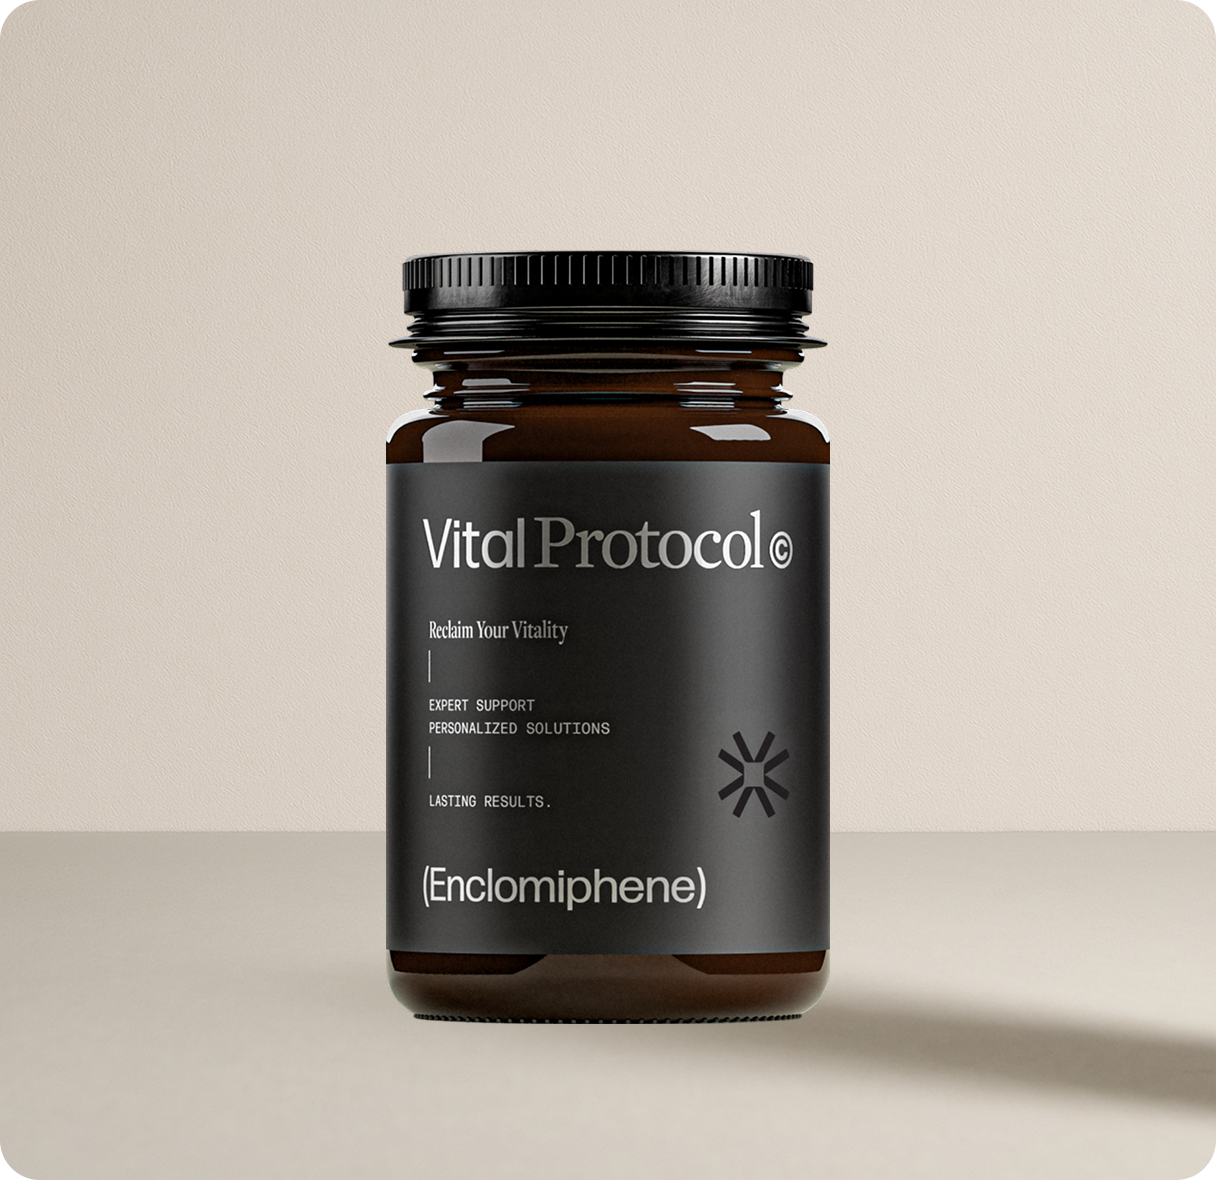 Vital Protocol ©
Reclaim Your Vitality
EXPERT SUPPORT
PERSONALIZED SOLUTIONS
LASTING RESULTS.
(Enclomiphene)